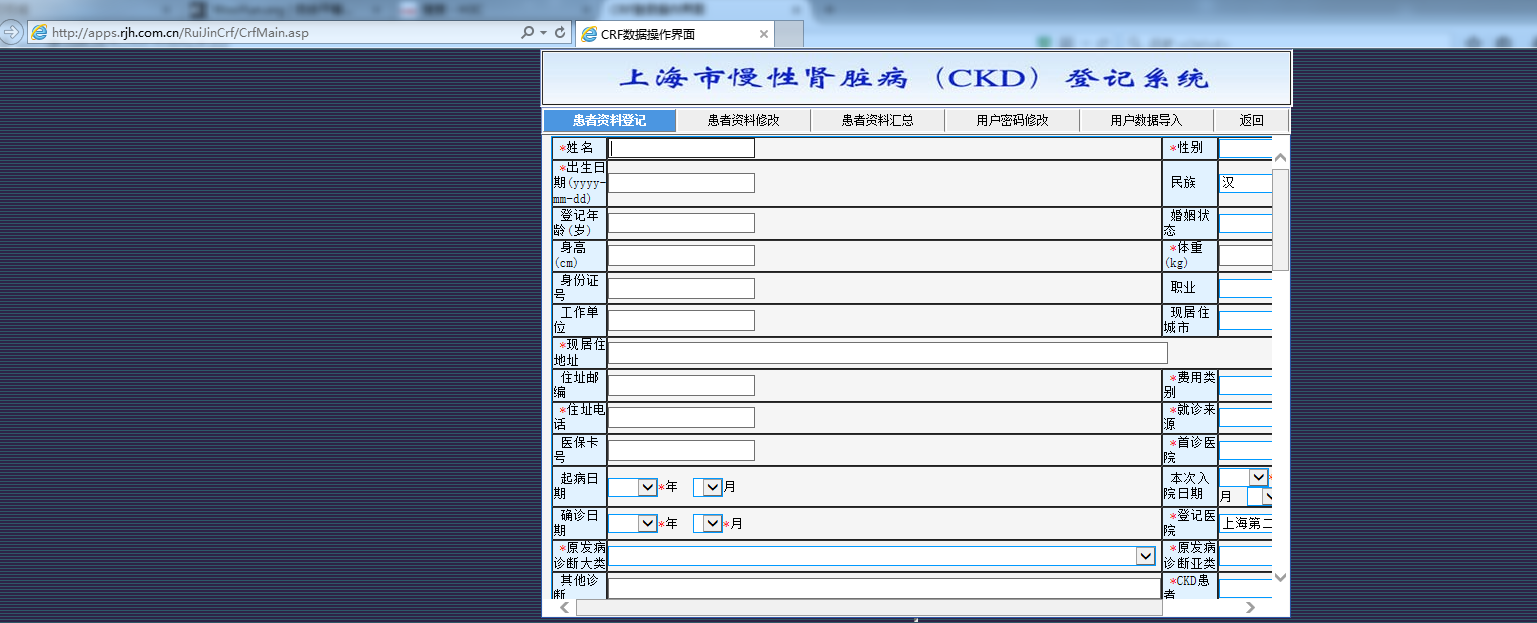 http://apps.rjh.com.cn/RuiJinCrf/CrfMain.asp
CRF数据操作界面
上海市慢性肾脏病（CKD）登记系统
患者资料登记 患者资料修改 患者资料汇总 用户密码修改 用户数据导入 返回
*姓名 *性别
*出生日
期(yyyy-
mm-dd)
民族 汉
登记年
龄(岁)
婚姻状
态
身高
(cm)
*体重
(kg)
身份证
号
职业
工作单
位
现居住
城市
*现居住
地址
住址邮
编
*费用类
别
*住址电
话
*就诊来
源
医保卡
号
*首诊医
院
起病日
期
*年 月
本次入
院日期
*
月
确诊日
期
*年 *月
*登记医
院
上海第二
*原发病
诊断大类
*原发病
诊断亚类
其他诊
断
*CKD患
者